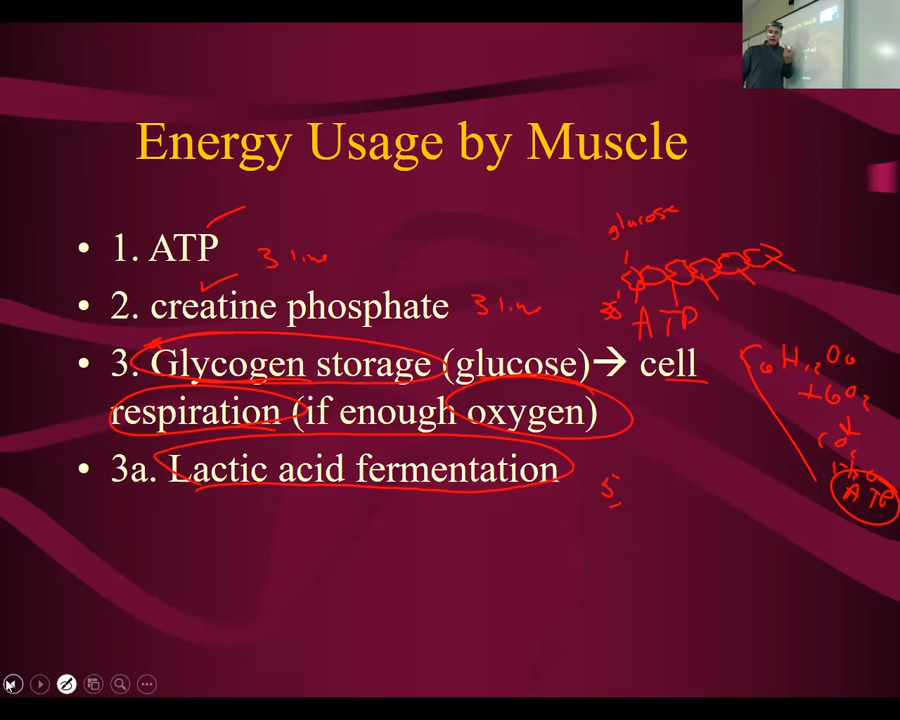 Energy Usage by Muscle
glucose
• 1. ATP
3 line
• 2. creatine phosphate
3 line
ATP
• 3. Glycogen storage (glucose)→ cell
respiration (if enough oxygen)
C6H12O6
+6O2
• 3a. Lactic acid fermentation
ATP
5